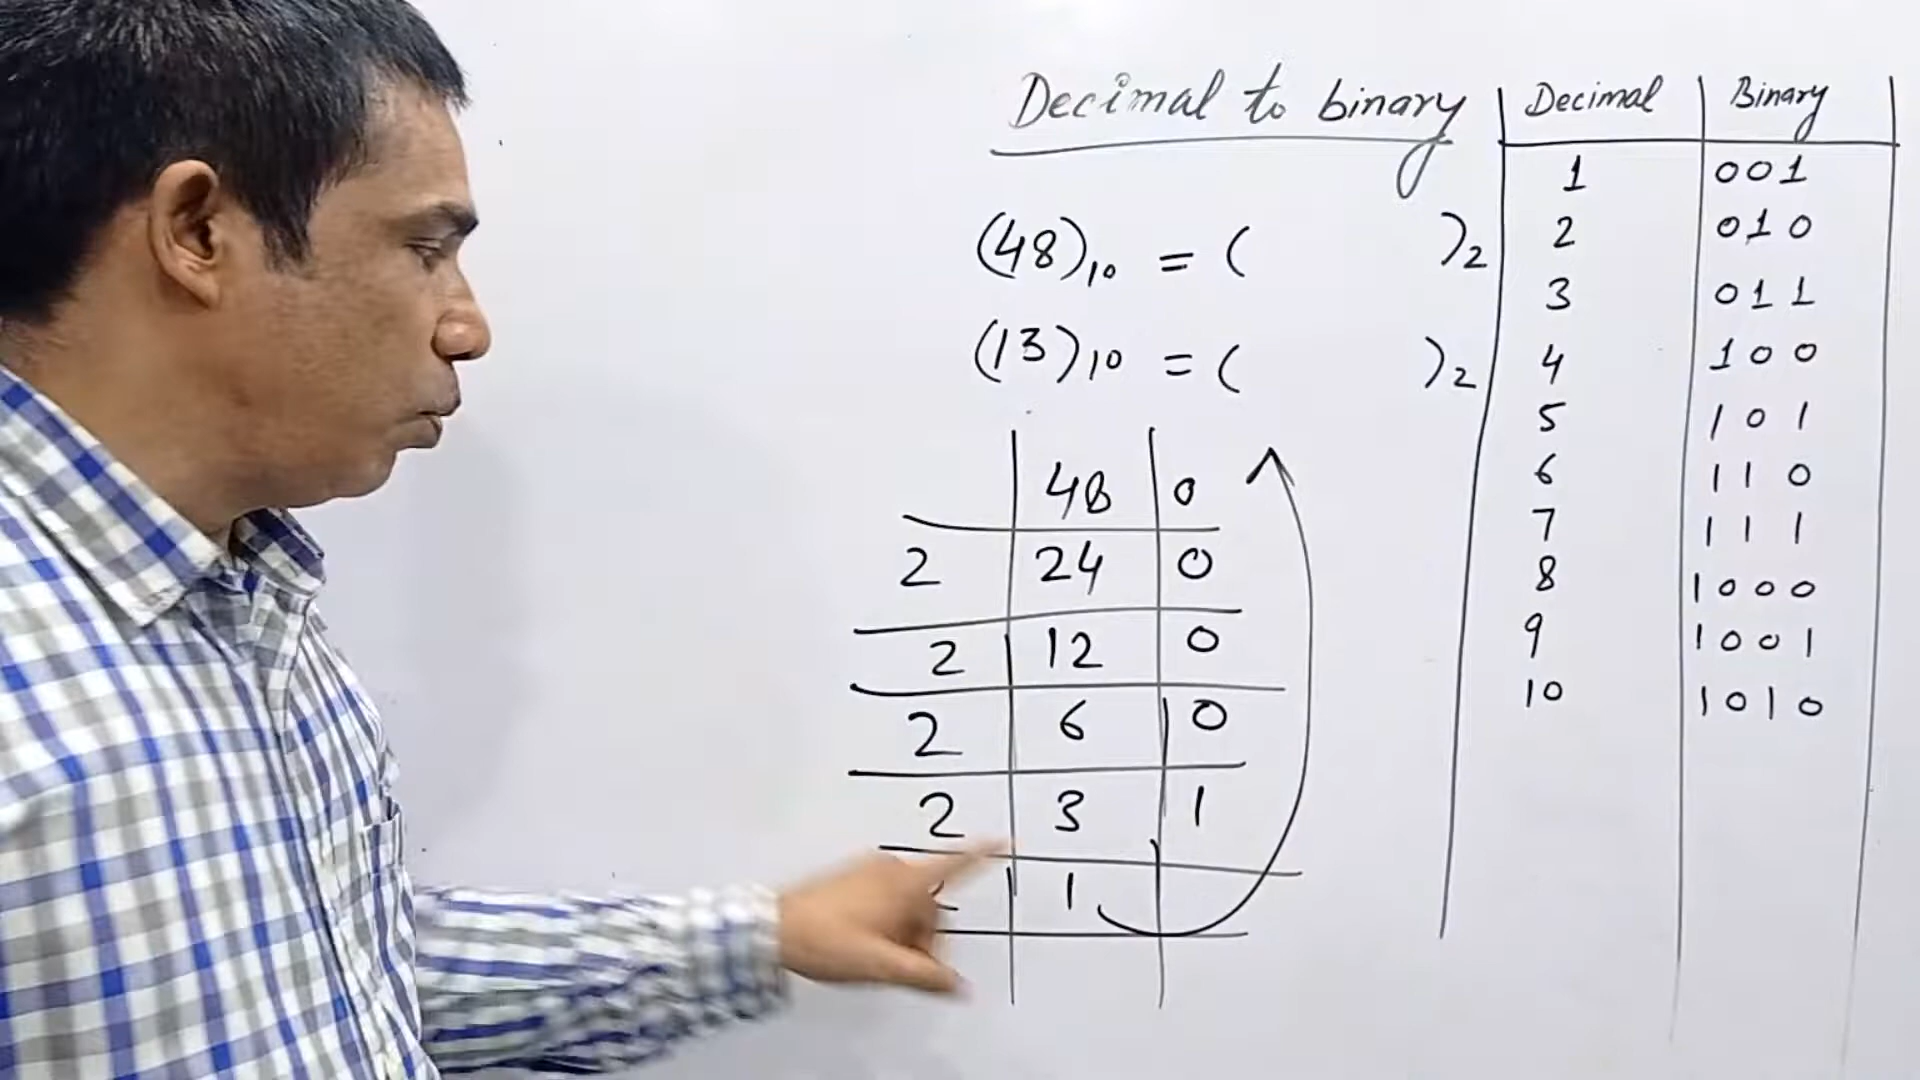 Decimal to binary
(48)₁₀ = ( )₂
(13)₁₀ = ( )₂
48 0
2 24 0
2 12 0
2 6 0
2 3 1
1
Decimal Binary
1 001
2 010
3 011
4 100
5 101
6 110
7 111
8 1000
9 1001
10 1010